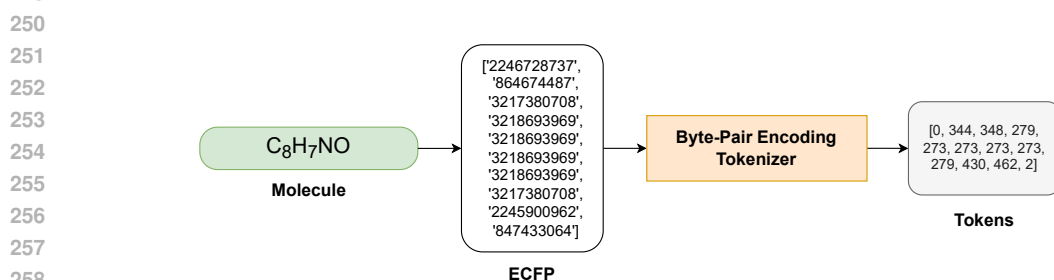 250
251
252
253
254
255
256
257
258
C₈H₇NO
Molecule
['2246728737',
'864674487',
'3217380708',
'3218693969',
'3218693969',
'3218693969',
'3218693969',
'3217380708',
'2245900962',
'847433064']
ECFP
Byte-Pair Encoding
Tokenizer
[0, 344, 348, 279,
273, 273, 273, 273,
279, 430, 462, 2]
Tokens